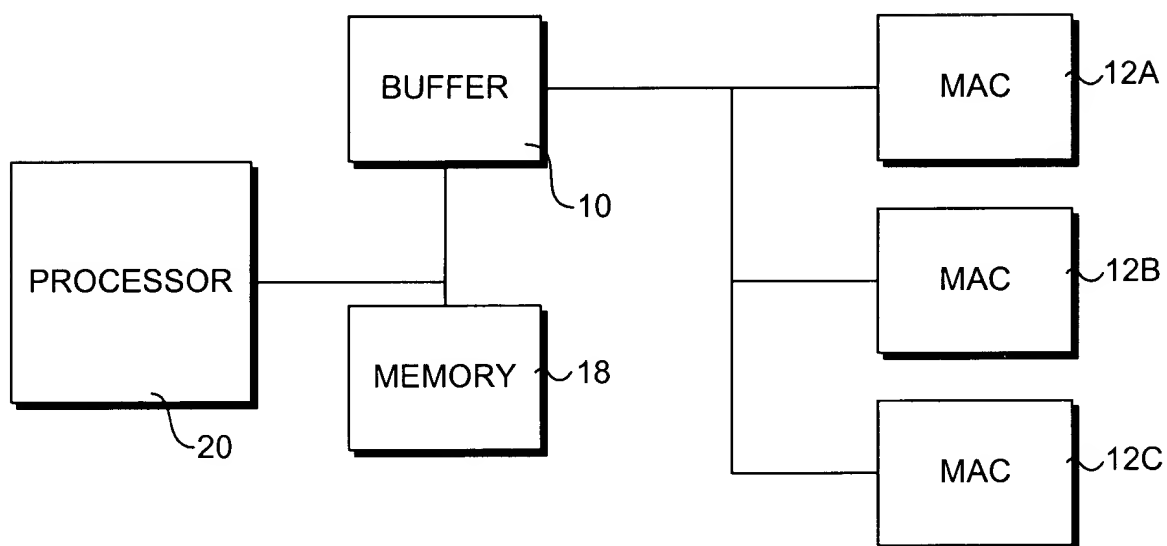 BUFFER
10
MAC
12A
PROCESSOR
20
MEMORY
18
MAC
12B
MAC
12C